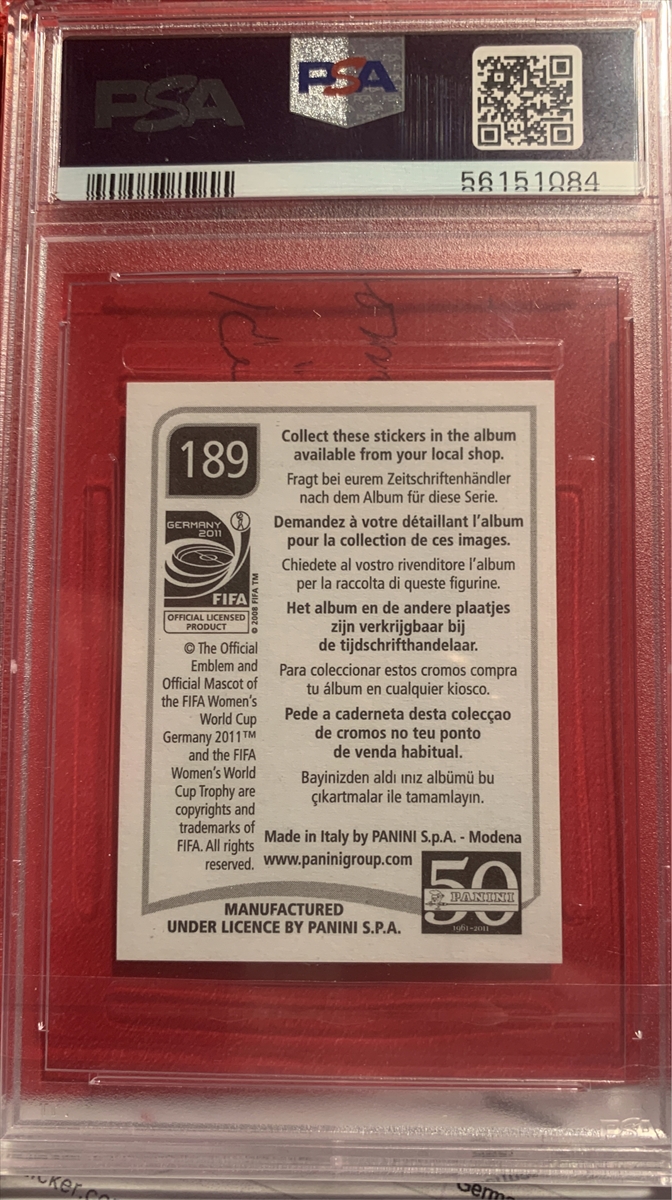 PSA
PSA
56151084
189
Collect these stickers in the album
available from your local shop.
Fragt bei eurem Zeitschriftenhändler
nach dem Album für diese Serie.
Demandez à votre détaillant l'album
pour la collection de ces images.
Chiedete al vostro rivenditore l'album
per la raccolta di queste figurine.
Het album en de andere plaatjes
zijn verkrijgbaar bij
de tijdschrifthandelaar.
Para coleccionar estos cromos compra
tu álbum en cualquier kiosco.
Pede a caderneta desta colecçao
de cromos no teu ponto
de venda habitual.
Bayinizden aldı ınız albümü bu
çıkartmalar ile tamamlayın.
GERMANY
2011
FIFA
OFFICIAL LICENSED
PRODUCT
© 2008 FIFA TM
© The Official
Emblem and
Official Mascot of
the FIFA Women's
World Cup
Germany 2011™
and the FIFA
Women's World
Cup Trophy are
copyrights and
trademarks of
FIFA. All rights
reserved.
Made in Italy by PANINI S.p.A. - Modena
www.paninigroup.com
50
PANINI
1961-2011
MANUFACTURED
UNDER LICENCE BY PANINI S.P.A.